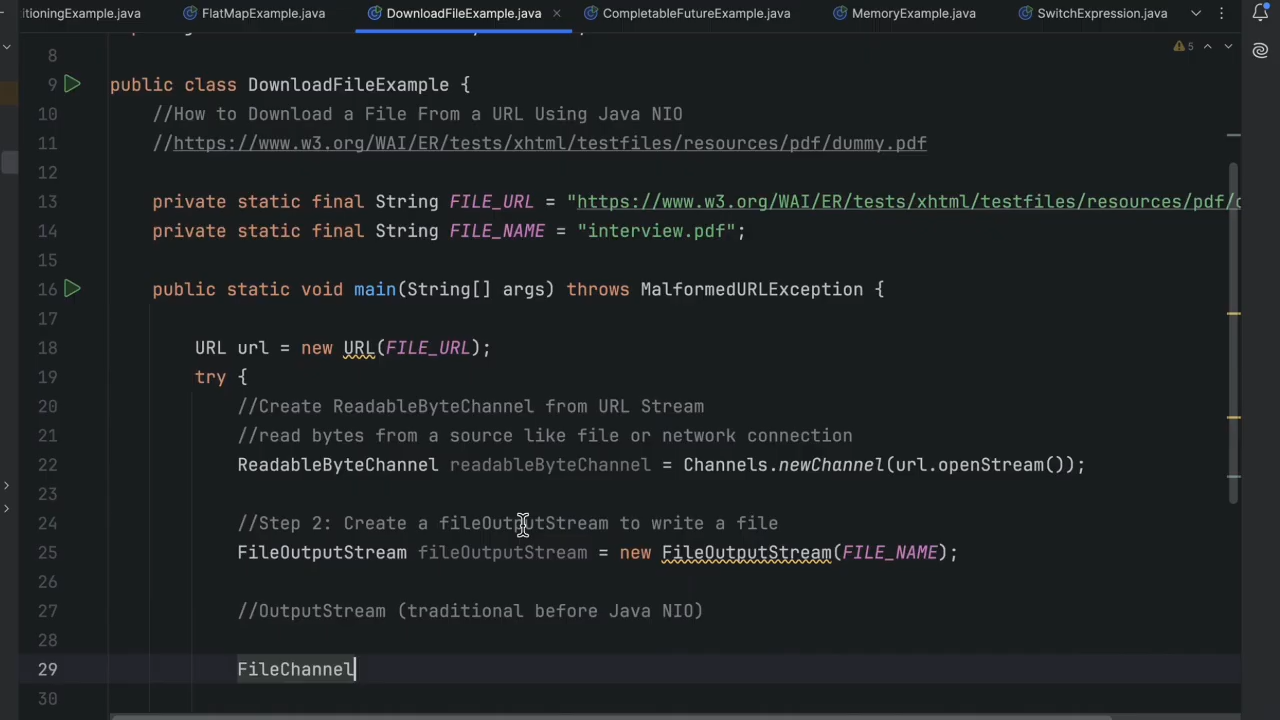 itioningExample.java FlatMapExample.java DownloadFileExample.java CompletableFutureExample.java MemoryExample.java SwitchExpression.java
5
8
9 public class DownloadFileExample {
10 //How to Download a File From a URL Using Java NIO
11 //https://www.w3.org/WAI/ER/tests/xhtml/testfiles/resources/pdf/dummy.pdf
12
13 private static final String FILE_URL = "https://www.w3.org/WAI/ER/tests/xhtml/testfiles/resources/pdf/
14 private static final String FILE_NAME = "interview.pdf";
15
16 public static void main(String[] args) throws MalformedURLException {
17
18 URL url = new URL(FILE_URL);
19 try {
20 //Create ReadableByteChannel from URL Stream
21 //read bytes from a source like file or network connection
22 ReadableByteChannel readableByteChannel = Channels.newChannel(url.openStream());
23
24 //Step 2: Create a fileOutputStream to write a file
25 FileOutputStream fileOutputStream = new FileOutputStream(FILE_NAME);
26
27 //OutputStream (traditional before Java NIO)
28
29 FileChannel
30